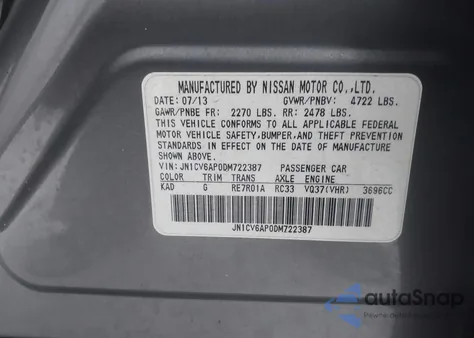 MANUFACTURED BY NISSAN MOTOR CO.,LTD.
DATE: 07/13 GVWR/PNBV: 4722 LBS.
GAWR/PNBE FR: 2270 LBS. RR: 2478 LBS.
THIS VEHICLE CONFORMS TO ALL APPLICABLE FEDERAL
MOTOR VEHICLE SAFETY, BUMPER, AND THEFT PREVENTION
STANDARDS IN EFFECT ON THE DATE OF MANUFACTURE
SHOWN ABOVE.
VIN: JN1CV6AP0DM722387 PASSENGER CAR
COLOR TRIM TRANS AXLE ENGINE
KAD G RE7R01A RC33 VQ37(VHR) 3696CC
JN1CV6AP0DM722387
autoSnap